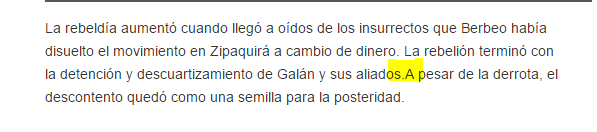 La rebeldía aumentó cuando llegó a oídos de los insurrectos que Berbeo había
disuelto el movimiento en Zipaquirá a cambio de dinero. La rebelión terminó con
la detención y descuartizamiento de Galán y sus aliados.A pesar de la derrota, el
descontento quedó como una semilla para la posteridad.